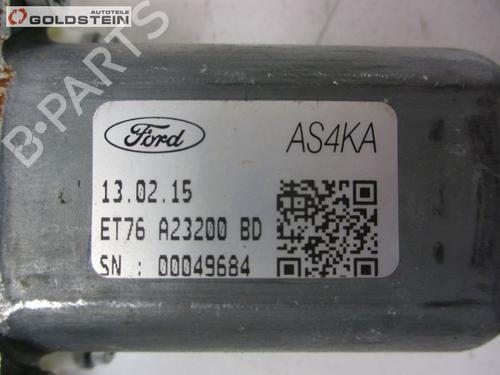 AUTOTEILE
GOLDSTEIN
B-PARTS
Ford AS4KA
13.02.15
ET76 A23200 BD
SN : 00049684